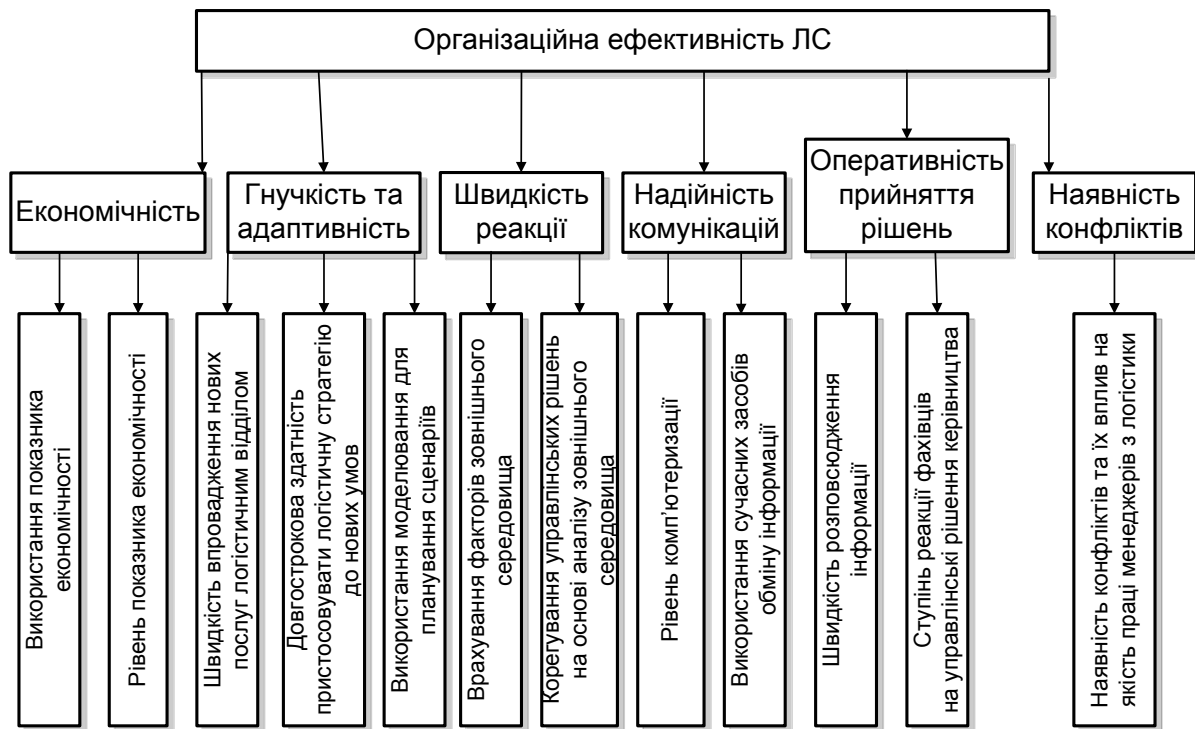 Організаційна ефективність ЛС
Економічність
Гнучкість та
адаптивність
Швидкість
реакції
Надійність
комунікацій
Оперативність
прийняття
рішень
Наявність
конфліктів
Використання показника
економічності
Рівень показника економічності
Швидкість впровадження нових
послуг логістичним відділом
Довгострокова здатність
пристосовувати логістичну стратегію
до нових умов
Використання моделювання для
планування сценаріїв
Врахування факторів зовнішнього
середовища
Корегування управлінських рішень
на основі аналізу зовнішнього
середовища
Рівень комп’ютеризації
Використання сучасних засобів
обміну інформації
Швидкість розповсюдження
інформації
Ступінь реакції фахівців
на управлінські рішення керівництва
Наявність конфліктів та їх вплив на
якість праці менеджерів з логістики